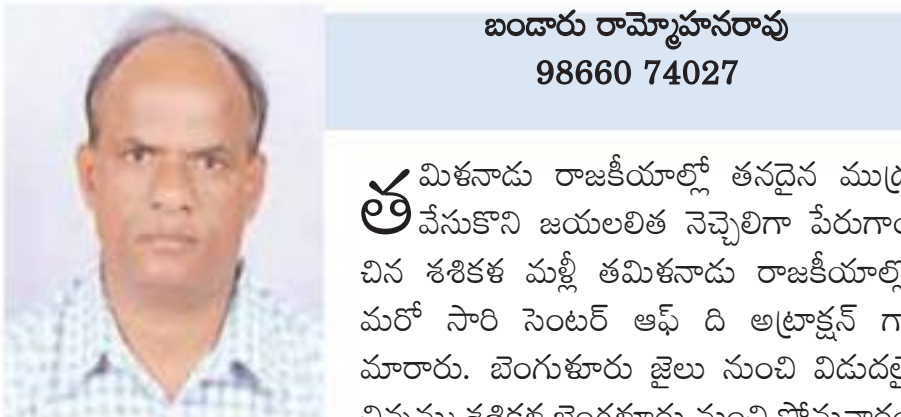 బండారు రామ్మోహనరావు
98660 74027
తమిళనాడు రాజకీయాల్లో తనదైన ముద్ర
వేసుకొని జయలలిత నెచ్చెలిగా పేరుగాం
చిన శశికళ మళ్లీ తమిళనాడు రాజకీయాల్లో
మరో సారి సెంటర్ ఆఫ్ ది అట్రాక్షన్ గా
మారారు. బెంగుళూరు జైలు నుంచి విడుదలై